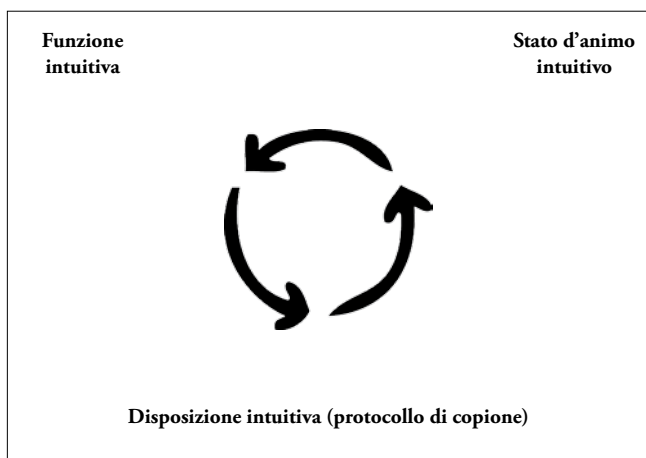 Funzione
intuitiva
Stato d’animo
intuitivo
Disposizione intuitiva (protocollo di copione)